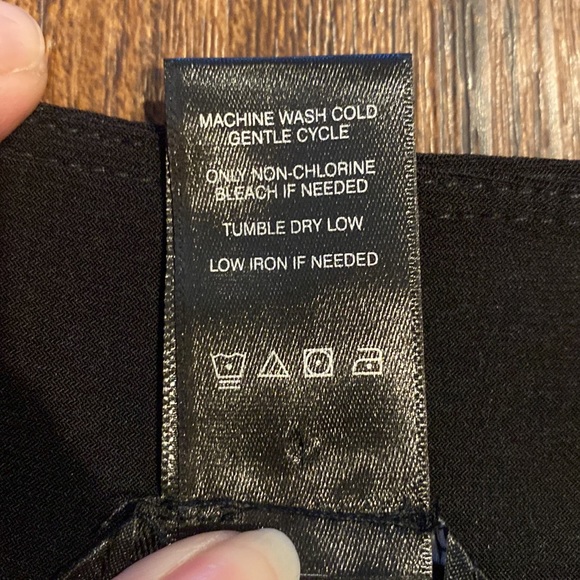 MACHINE WASH COLD
GENTLE CYCLE
ONLY NON-CHLORINE
BLEACH IF NEEDED
TUMBLE DRY LOW
LOW IRON IF NEEDED